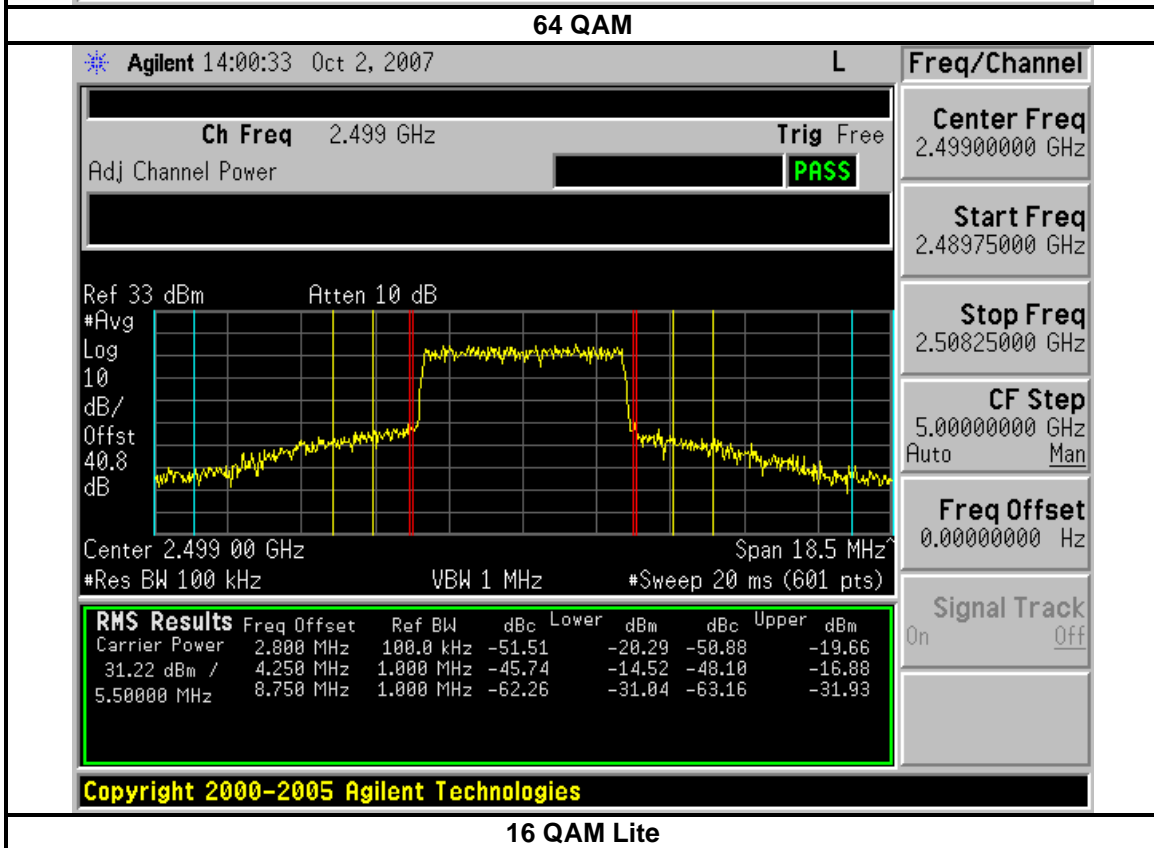 64 QAM
Agilent 14:00:33 Oct 2, 2007 L
Freq/Channel
Ch Freq 2.499 GHz Trig Free
Adj Channel Power PASS
Center Freq
2.49900000 GHz
Start Freq
2.48975000 GHz
Stop Freq
2.50825000 GHz
CF Step
5.00000000 GHz
Auto Man
Freq Offset
0.00000000 Hz
Signal Track
On Off
Ref 33 dBm Atten 10 dB
#Avg
Log
10
dB/
Offst
40.8
dB
Center 2.499 00 GHz Span 18.5 MHz^
#Res BW 100 kHz VBW 1 MHz #Sweep 20 ms (601 pts)
RMS Results Freq Offset Ref BW dBc Lower dBm dBc Upper dBm
Carrier Power 2.800 MHz 100.0 kHz -51.51 -20.29 -50.88 -19.66
31.22 dBm / 4.250 MHz 1.000 MHz -45.74 -14.52 -48.10 -16.88
5.50000 MHz 8.750 MHz 1.000 MHz -62.26 -31.04 -63.16 -31.93
Copyright 2000-2005 Agilent Technologies
16 QAM Lite